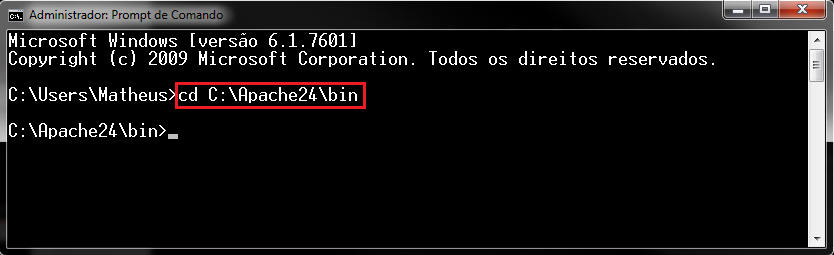 Administrador: Prompt de Comando
Microsoft Windows [versão 6.1.7601]
Copyright (c) 2009 Microsoft Corporation. Todos os direitos reservados.
C:\Users\Matheus>cd C:\Apache24\bin
C:\Apache24\bin>_